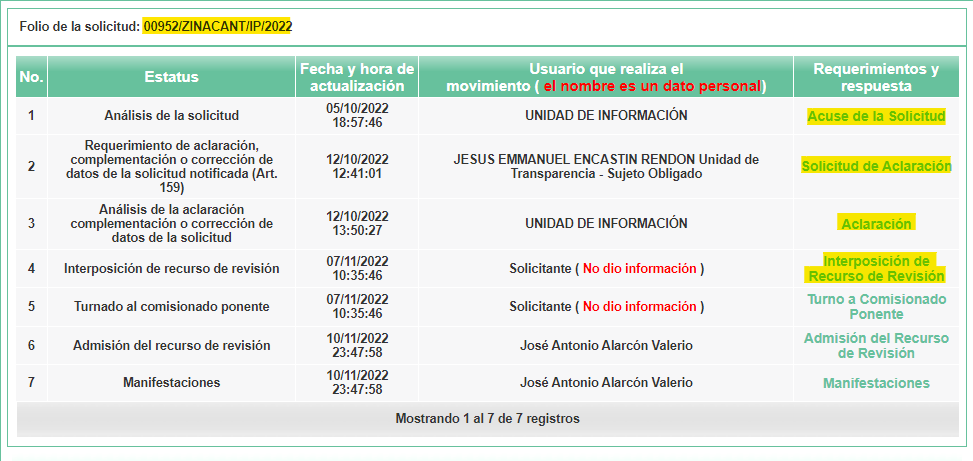 Folio de la solicitud: 00952/ZINACANT/IP/2022
No. Estatus Fecha y hora de actualización Usuario que realiza el movimiento ( el nombre es un dato personal) Requerimientos y respuesta
1 Análisis de la solicitud 05/10/2022 18:57:46 UNIDAD DE INFORMACIÓN Acuse de la Solicitud
2 Requerimiento de aclaración, complementación o corrección de datos de la solicitud notificada (Art. 159) 12/10/2022 12:41:01 JESUS EMMANUEL ENCASTIN RENDON Unidad de Transparencia - Sujeto Obligado Solicitud de Aclaración
3 Análisis de la aclaración complementación o corrección de datos de la solicitud 12/10/2022 13:50:27 UNIDAD DE INFORMACIÓN Aclaración
4 Interposición de recurso de revisión 07/11/2022 10:35:46 Solicitante ( No dio información ) Interposición de Recurso de Revisión
5 Turnado al comisionado ponente 07/11/2022 10:35:46 Solicitante ( No dio información ) Turno a Comisionado Ponente
6 Admisión del recurso de revisión 10/11/2022 23:47:58 José Antonio Alarcón Valerio Admisión del Recurso de Revisión
7 Manifestaciones 10/11/2022 23:47:58 José Antonio Alarcón Valerio Manifestaciones
Mostrando 1 al 7 de 7 registros